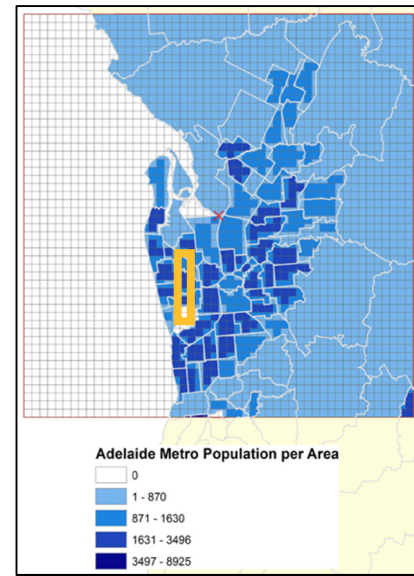 Adelaide Metro Population per Area
0
1 - 870
871 - 1630
1631 - 3496
3497 - 8925